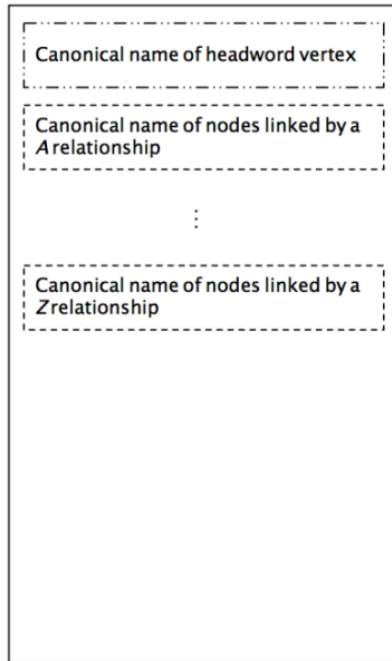 Canonical name of headword vertex
Canonical name of nodes linked by a
A relationship
⋮
Canonical name of nodes linked by a
Z relationship